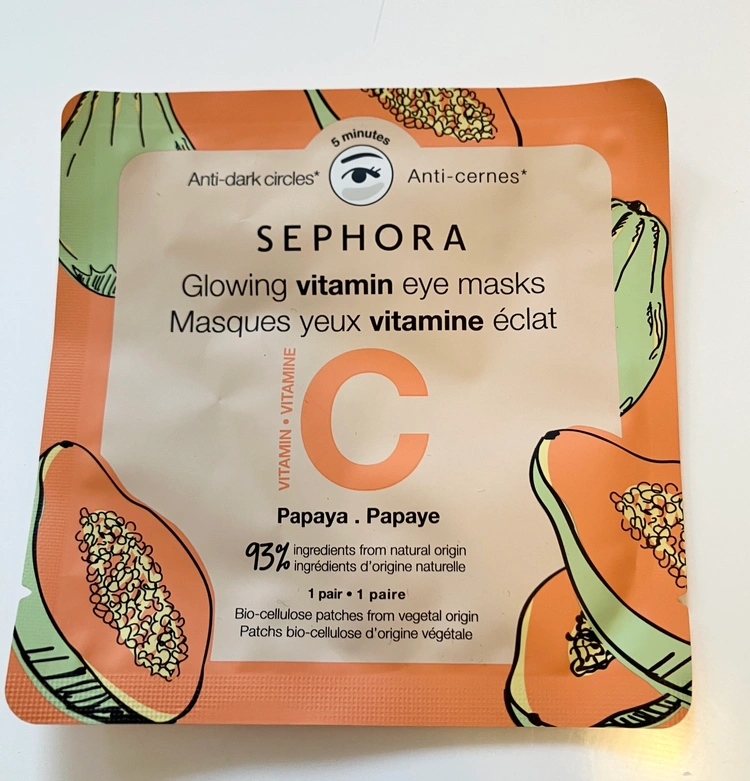 5 minutes
Anti-dark circles* Anti-cernes*
SEPHORA
Glowing vitamin eye masks
Masques yeux vitamine éclat
VITAMIN • VITAMINE
C
Papaya . Papaye
93% ingredients from natural origin
ingrédients d'origine naturelle
1 pair • 1 paire
Bio-cellulose patches from vegetal origin
Patchs bio-cellulose d'origine végétale